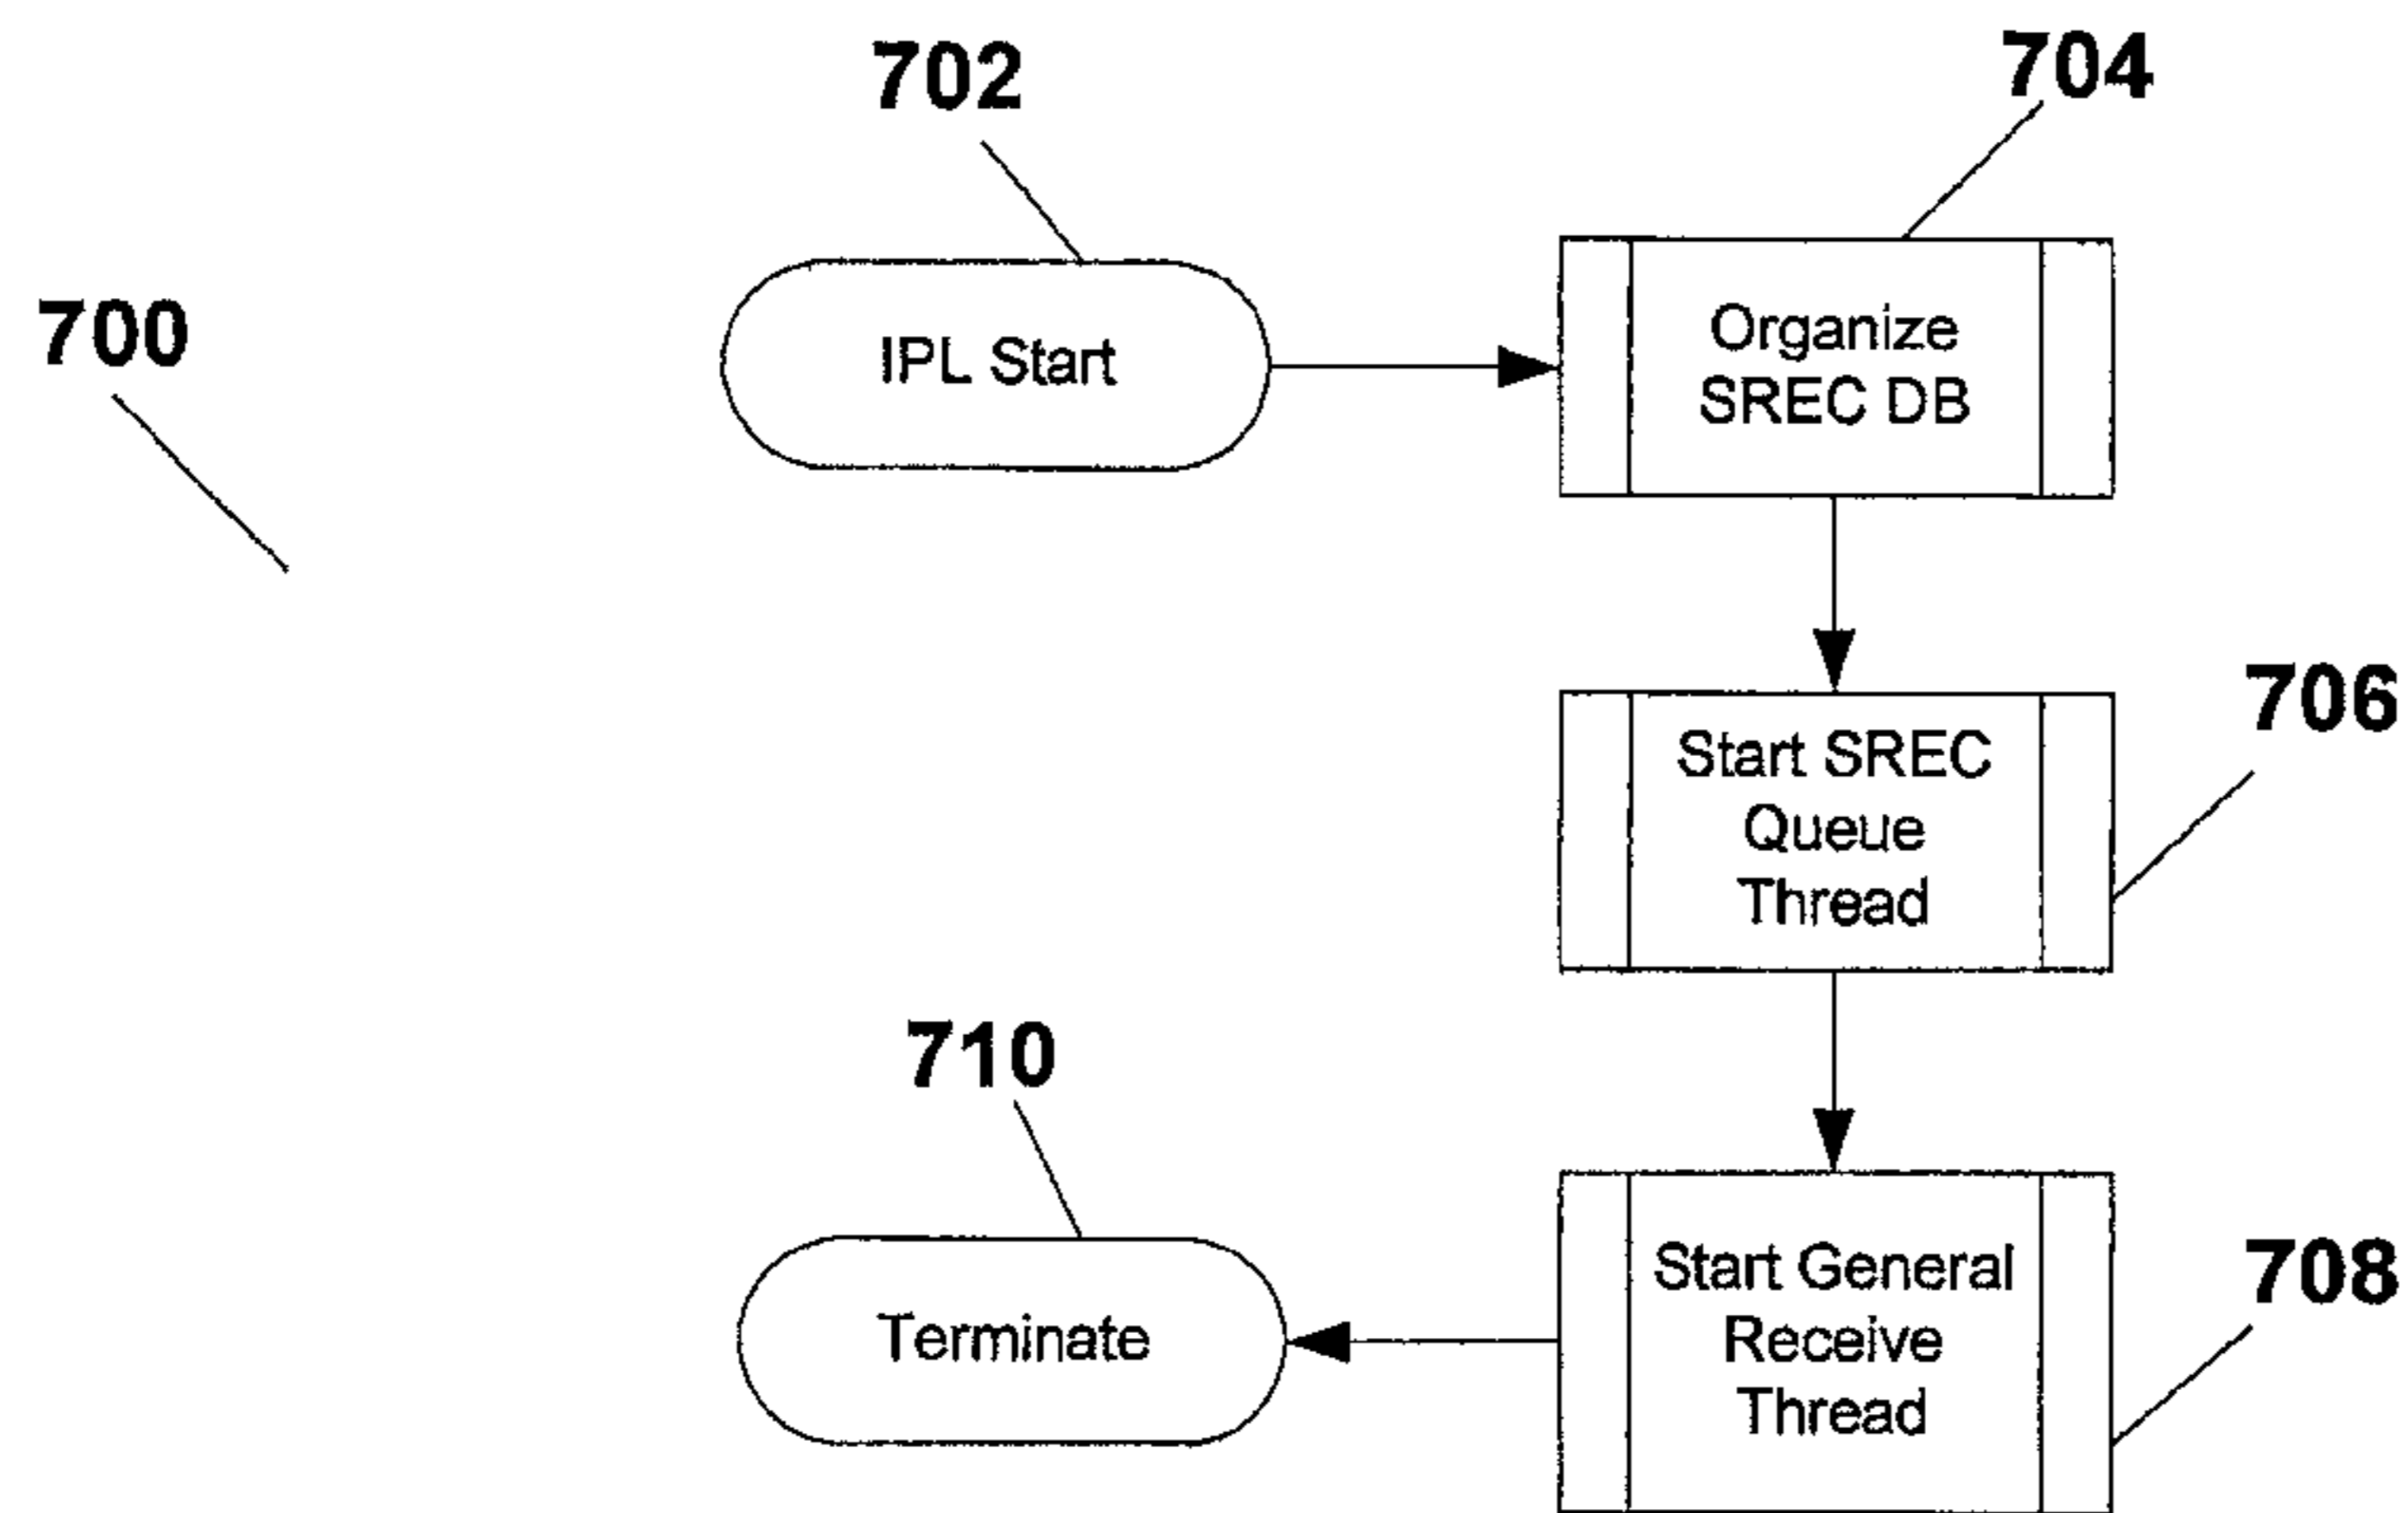 702
704
700
IPL Start
Organize
SREC DB
706
Start SREC
Queue
Thread
710
708
Start General
Receive
Thread
Terminate